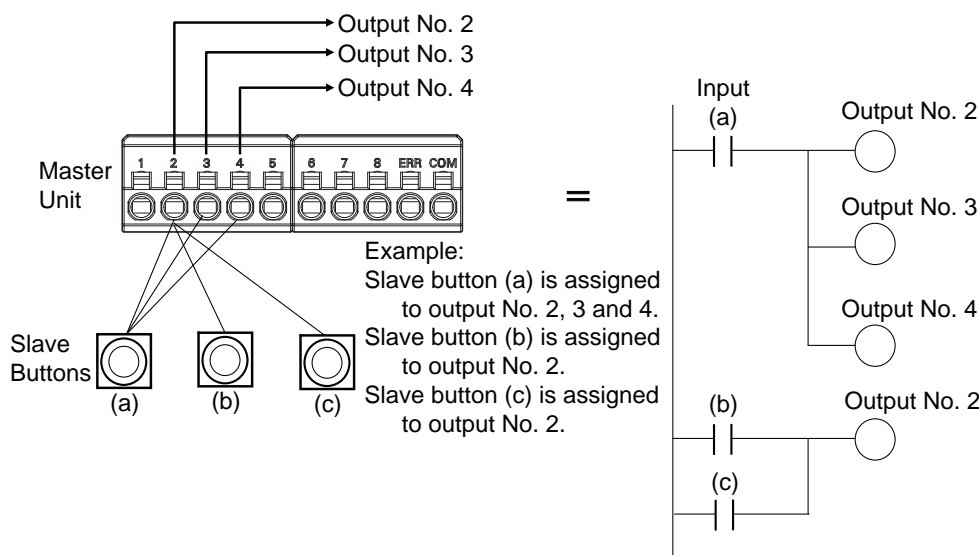 Output No. 2
Output No. 3
Output No. 4
Master
Unit
1 2 3 4 5 6 7 8 ERR COM
Slave
Buttons
(a) (b) (c)
=
Example:
Slave button (a) is assigned
to output No. 2, 3 and 4.
Slave button (b) is assigned
to output No. 2.
Slave button (c) is assigned
to output No. 2.
Input
(a)
Output No. 2
Output No. 3
Output No. 4
(b)
Output No. 2
(c)